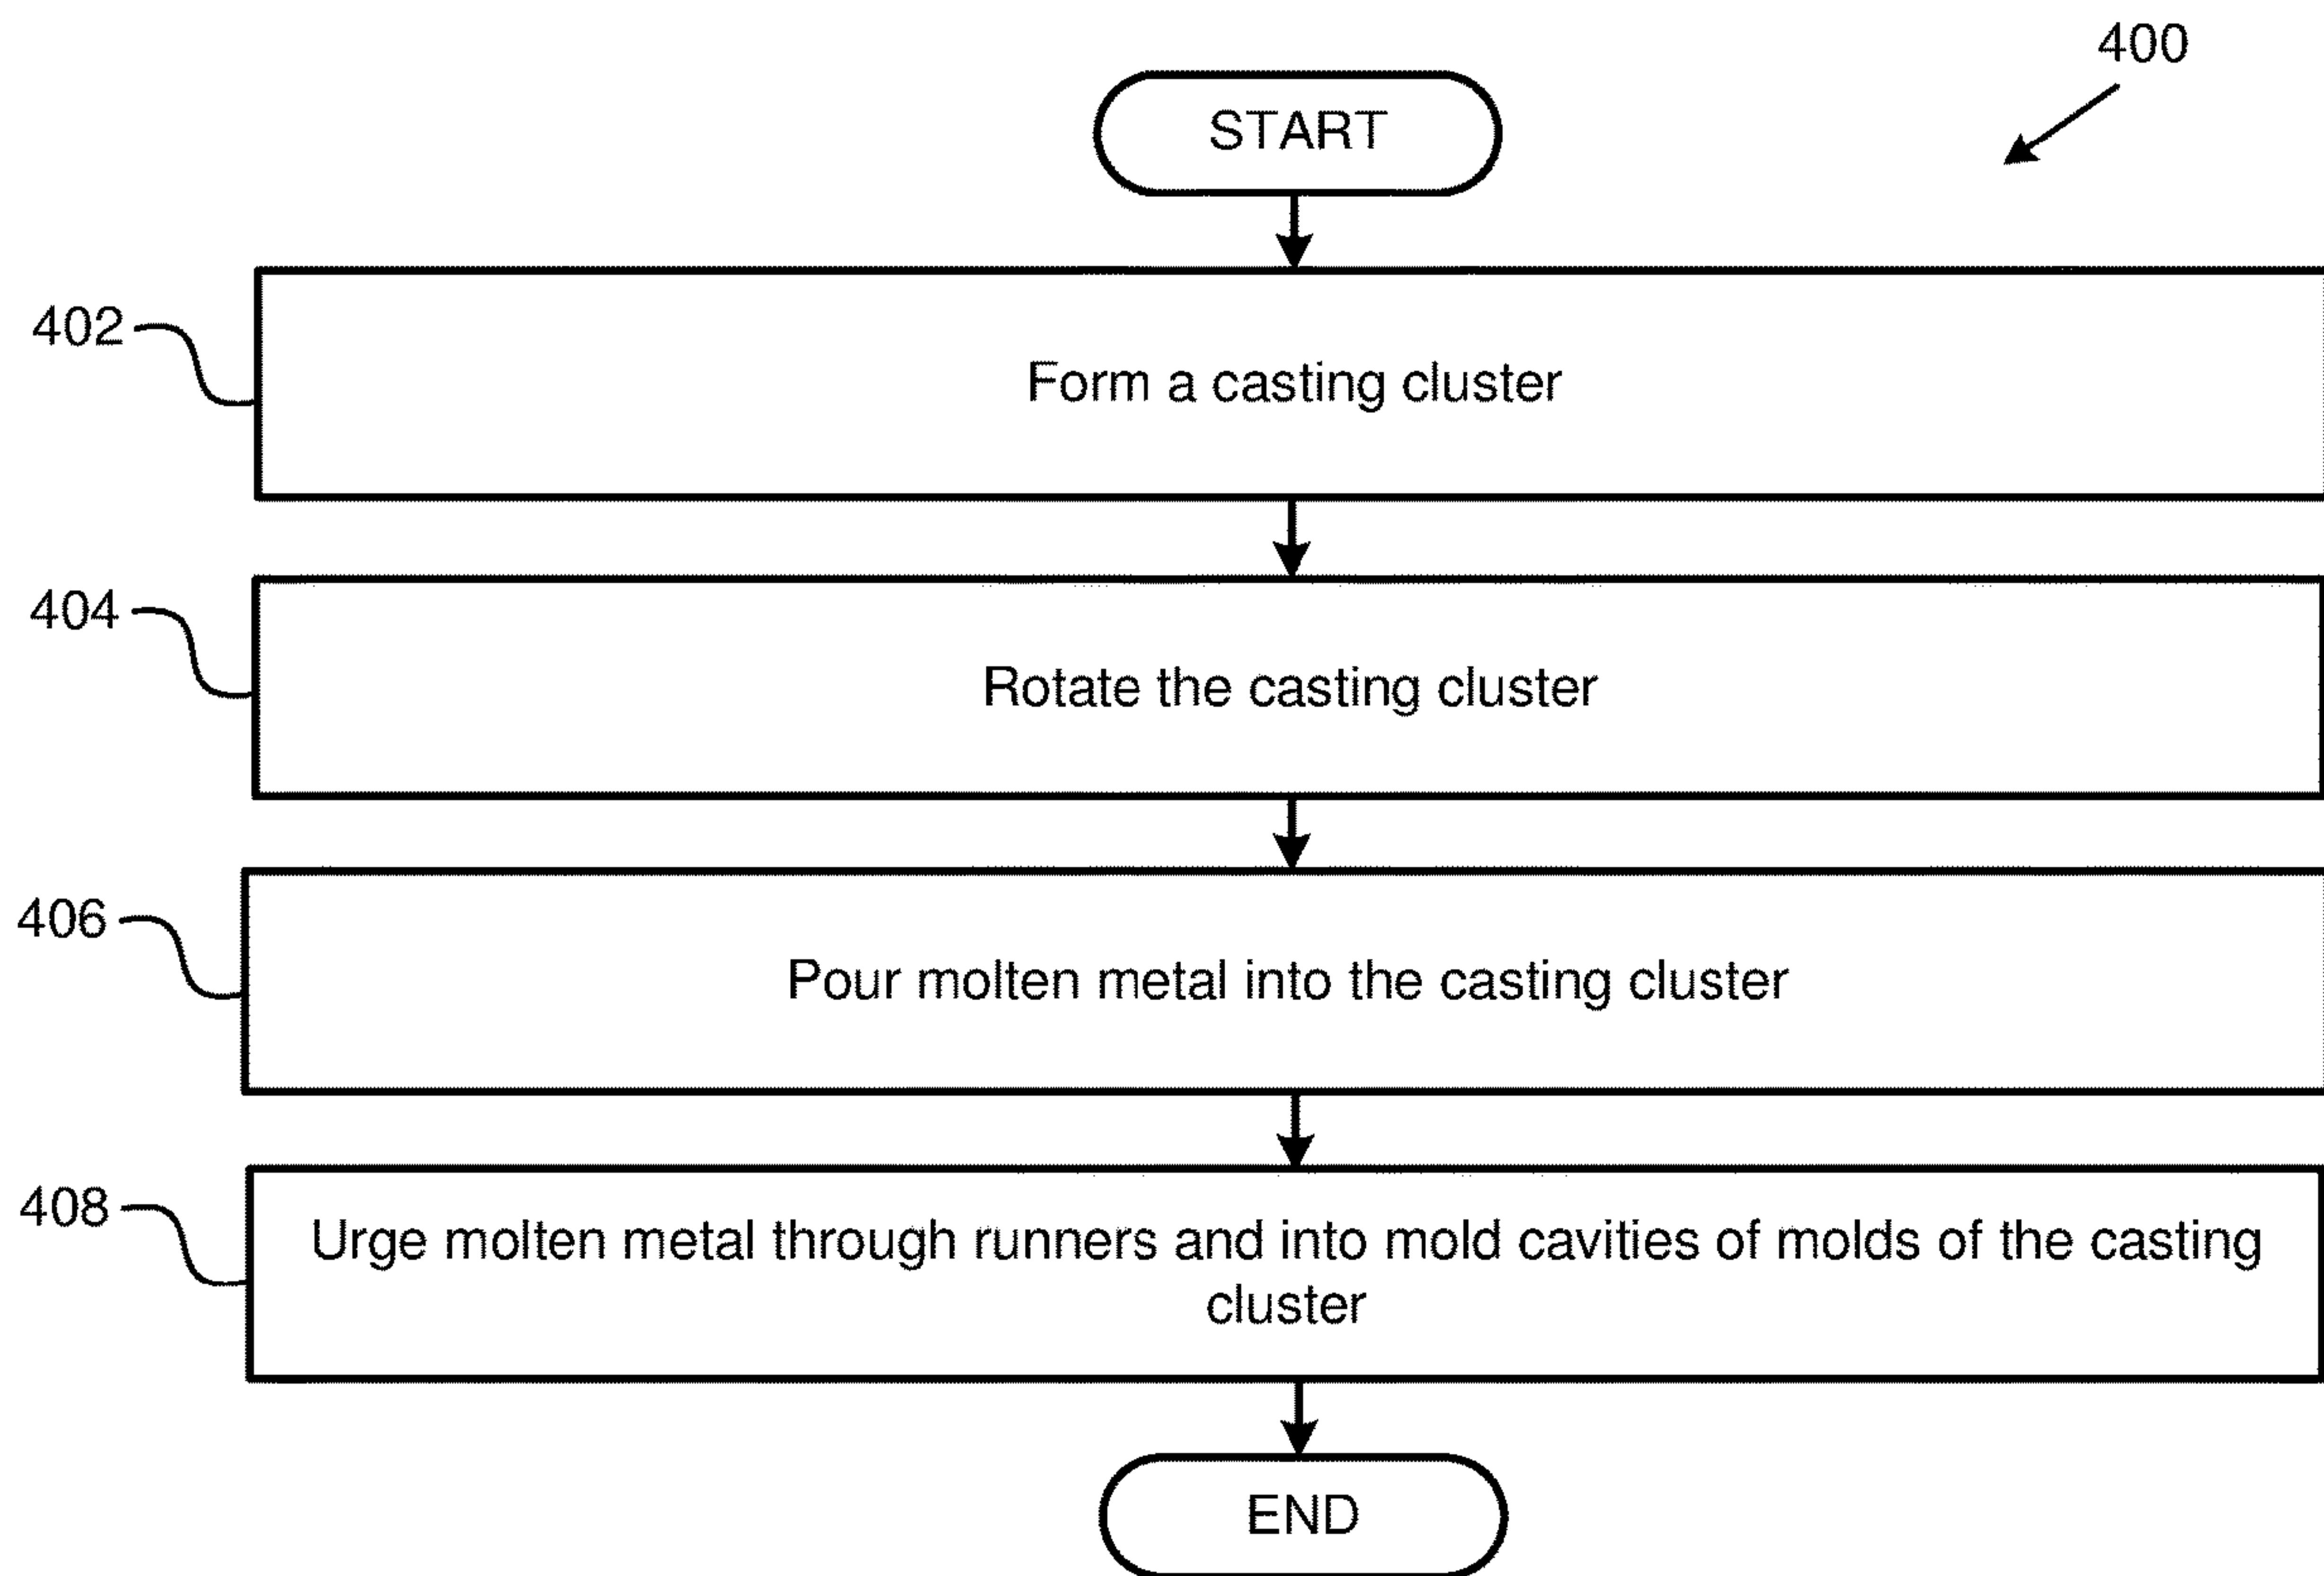 400
START
402
Form a casting cluster
404
Rotate the casting cluster
406
Pour molten metal into the casting cluster
408
Urge molten metal through runners and into mold cavities of molds of the casting
cluster
END